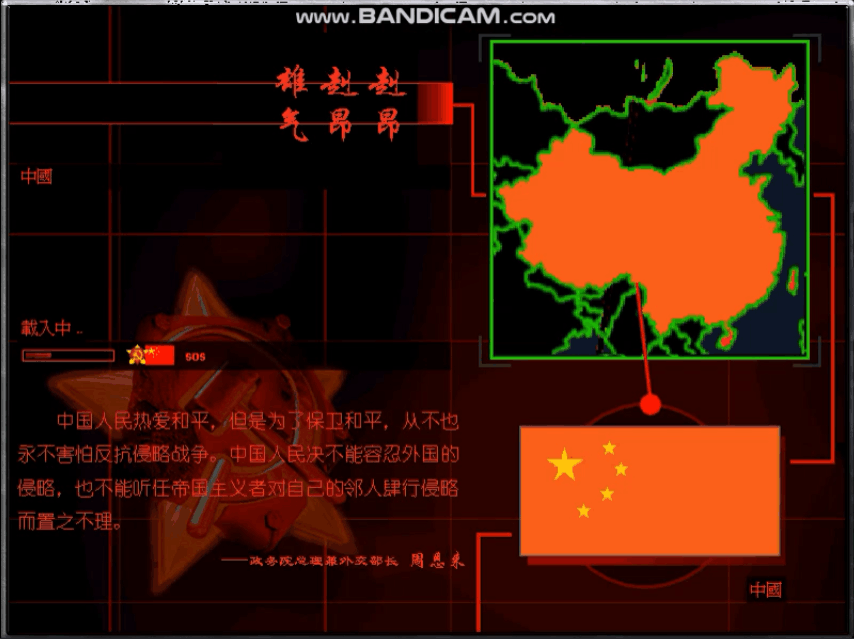 www.BANDICAM.com
雄赳赳
气昂昂
中國
載入中..
SOS
中国人民热爱和平，但是为了保卫和平，从不也
永不害怕反抗侵略战争。中国人民决不能容忍外国的
侵略，也不能听任帝国主义者对自己的邻人肆行侵略
而置之不理。
——政务院总理兼外交部长 周恩来
中國